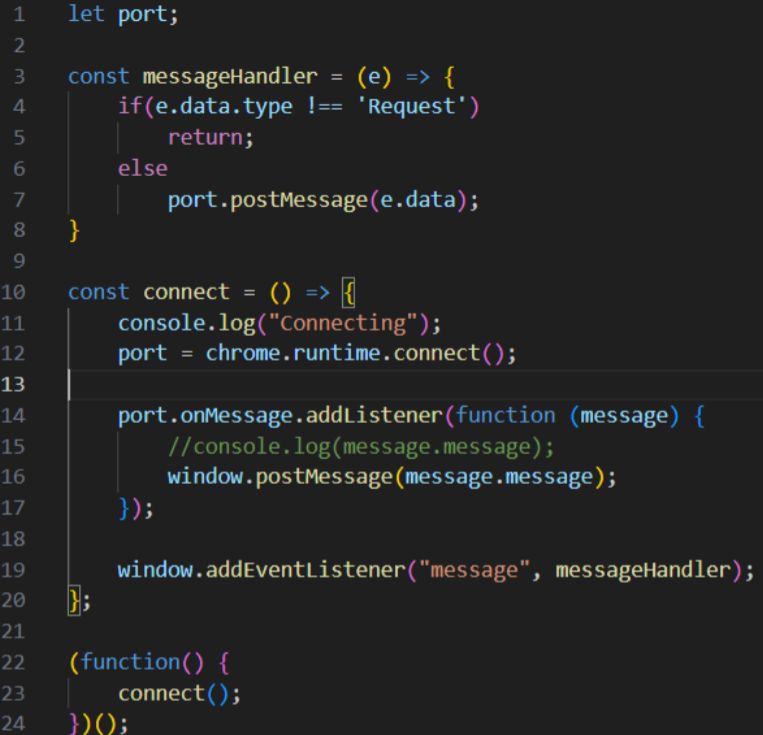 1 let port;
2
3 const messageHandler = (e) => {
4     if(e.data.type !== 'Request')
5         return;
6     else
7         port.postMessage(e.data);
8 }
9
10 const connect = () => {
11     console.log("Connecting");
12     port = chrome.runtime.connect();
13
14     port.onMessage.addListener(function (message) {
15         //console.log(message.message);
16         window.postMessage(message.message);
17     });
18
19     window.addEventListener("message", messageHandler);
20 };
21
22 (function() {
23     connect();
24 })();